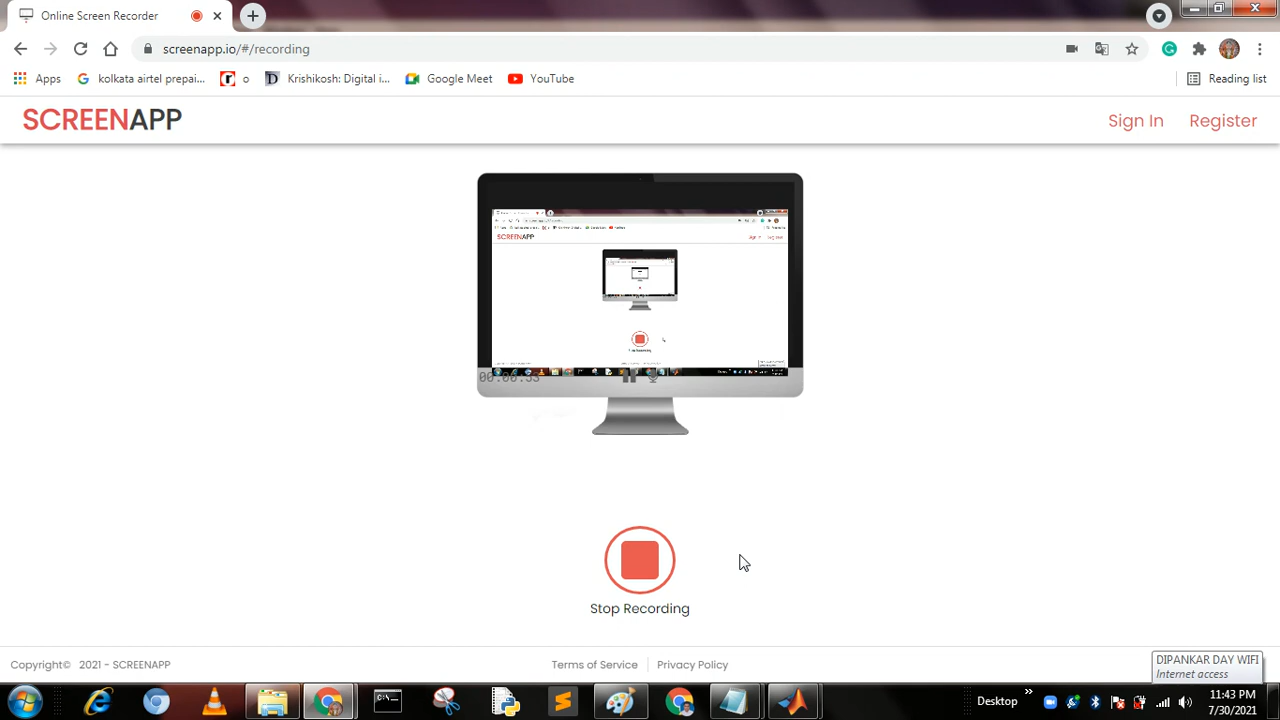 Online Screen Recorder
screenapp.io/#/recording
Apps
kolkata airtel prepai...
o
Krishikosh: Digital i...
Google Meet
YouTube
Reading list
SCREENAPP
Sign In
Register
SCREENAPP
Stop Recording
Copyright© 2021 - SCREENAPP
Terms of Service
Privacy Policy
DIPANKAR DAY WIFI
Internet access
Desktop
11:43 PM
7/30/2021